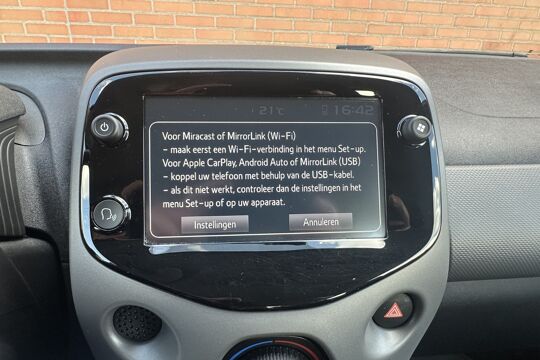 21°C 16:42
Voor Miracast of MirrorLink (Wi-Fi)
- maak eerst een Wi-Fi-verbinding in het menu Set-up.
Voor Apple CarPlay, Android Auto of MirrorLink (USB)
- koppel uw telefoon met behulp van de USB-kabel.
- als dit niet werkt, controleer dan de instellingen in het
menu Set-up of op uw apparaat.
Instellingen Annuleren